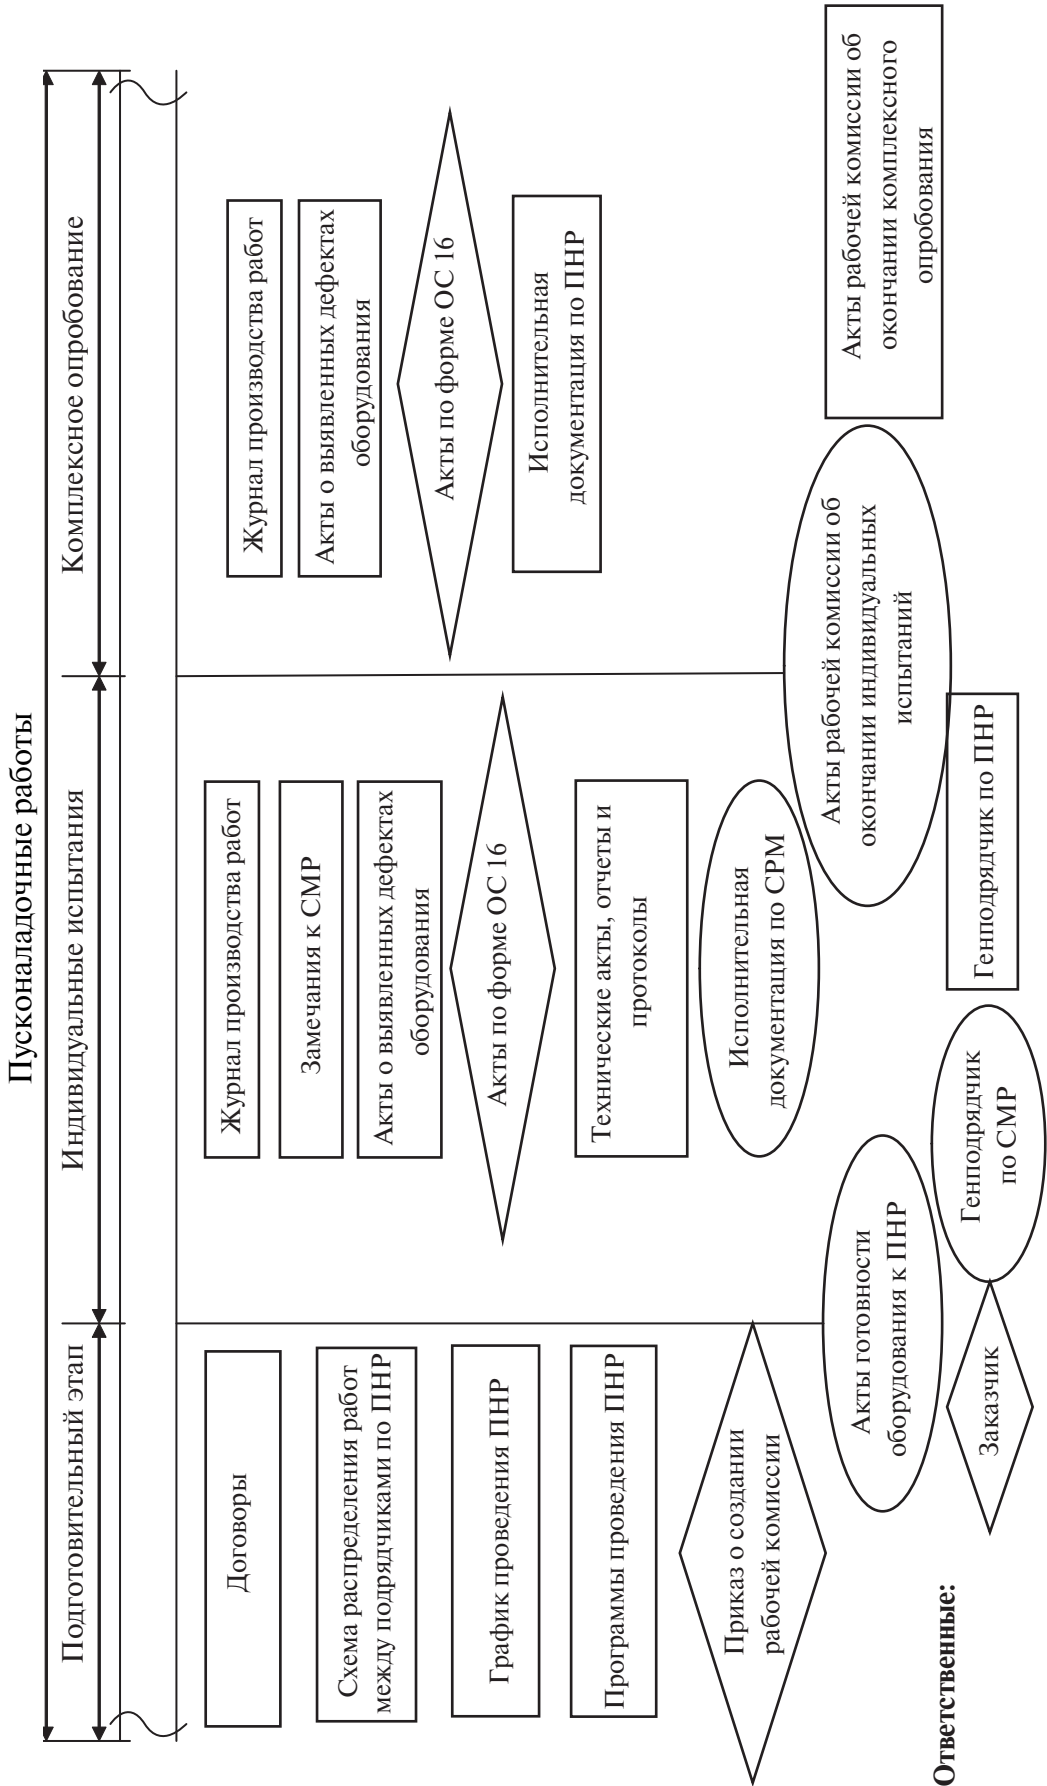 Пусконаладочные работы
Подготовительный этап
Индивидуальные испытания
Комплексное опробование
Договоры
Схема распределения работ
между подрядчиками по ПНР
График проведения ПНР
Программы проведения ПНР
Приказ о создании
рабочей комиссии
Акты готовности
оборудования к ПНР
Журнал производства работ
Замечания к СМР
Акты о выявленных дефектах
оборудования
Акты по форме ОС 16
Технические акты, отчеты и
протоколы
Исполнительная
документация по СРМ
Акты рабочей комиссии об
окончании индивидуальных
испытаний
Журнал производства работ
Акты о выявленных дефектах
оборудования
Акты по форме ОС 16
Исполнительная
документация по ПНР
Акты рабочей комиссии об
окончании комплексного
опробования
Ответственные:
Заказчик
Генподрядчик
по СМР
Генподрядчик по ПНР